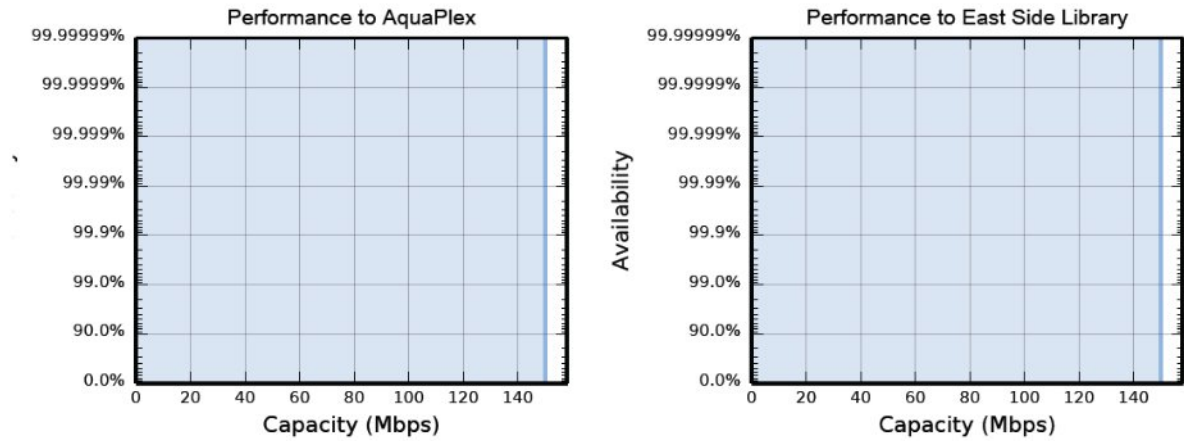 Performance to AquaPlex
99.99999%
99.9999%
99.999%
99.99%
99.9%
99.0%
90.0%
0.0%
0 20 40 60 80 100 120 140
Capacity (Mbps)
Performance to East Side Library
Availability
99.99999%
99.9999%
99.999%
99.99%
99.9%
99.0%
90.0%
0.0%
0 20 40 60 80 100 120 140
Capacity (Mbps)